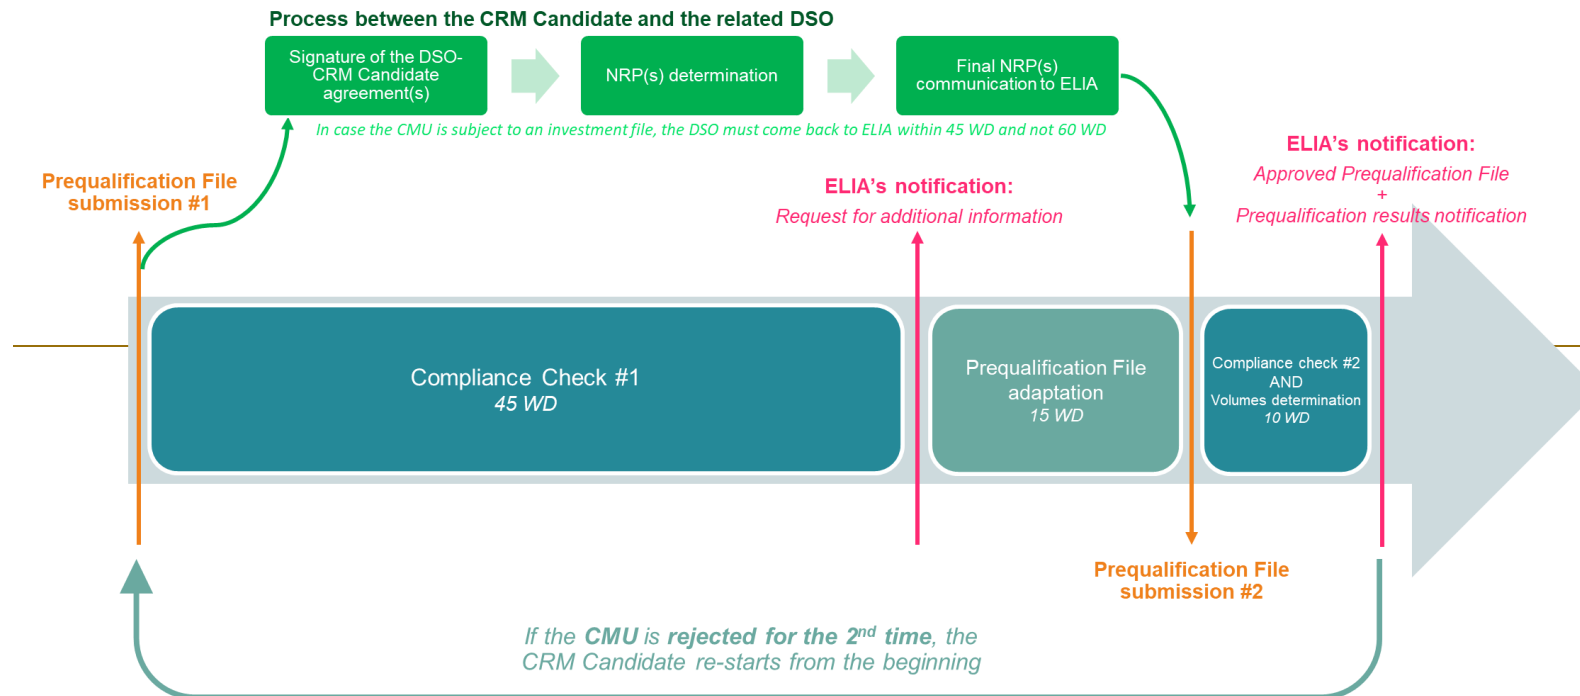 Process between the CRM Candidate and the related DSO
Signature of the DSO-
CRM Candidate
agreement(s)
NRP(s) determination
Final NRP(s)
communication to ELIA
In case the CMU is subject to an investment file, the DSO must come back to ELIA within 45 WD and not 60 WD
Prequalification File
submission #1
ELIA's notification:
Request for additional information
ELIA's notification:
Approved Prequalification File
+
Prequalification results notification
Compliance Check #1
45 WD
Prequalification File
adaptation
15 WD
Compliance check #2
AND
Volumes determination
10 WD
Prequalification File
submission #2
If the CMU is rejected for the 2nd time, the
CRM Candidate re-starts from the beginning